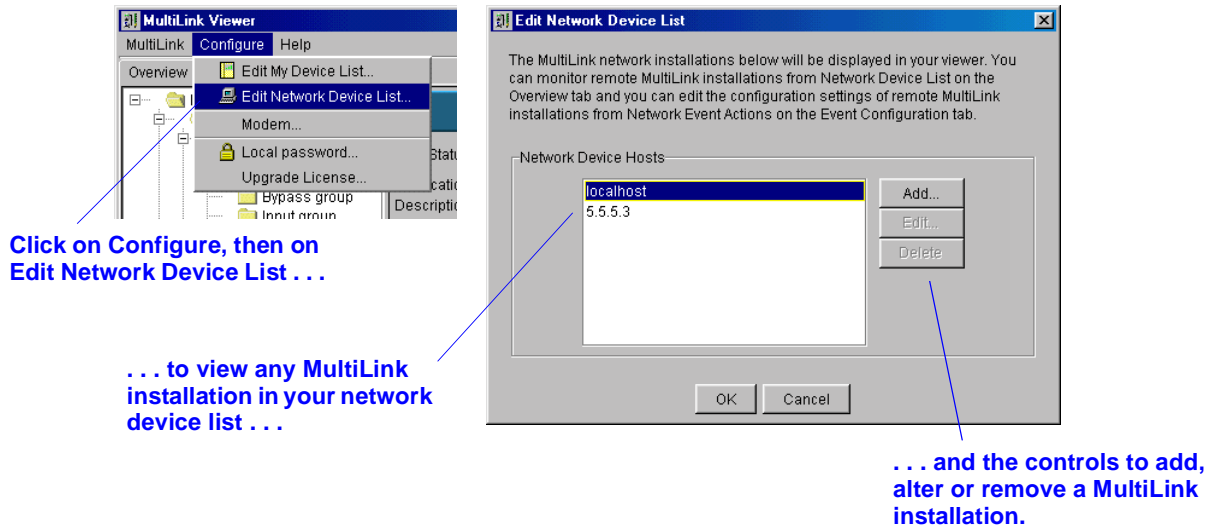 MultiLink Viewer
MultiLink Configure Help
Overview
Edit My Device List...
Edit Network Device List...
Modem...
Local password...
Upgrade License...
Bypass group
Input group
Click on Configure, then on
Edit Network Device List . . .
Edit Network Device List
The MultiLink network installations below will be displayed in your viewer. You
can monitor remote MultiLink installations from Network Device List on the
Overview tab and you can edit the configuration settings of remote MultiLink
installations from Network Event Actions on the Event Configuration tab.
Network Device Hosts
localhost
5.5.5.3
Add...
Edit...
Delete
OK Cancel
. . . to view any MultiLink
installation in your network
device list . . .
. . . and the controls to add,
alter or remove a MultiLink
installation.